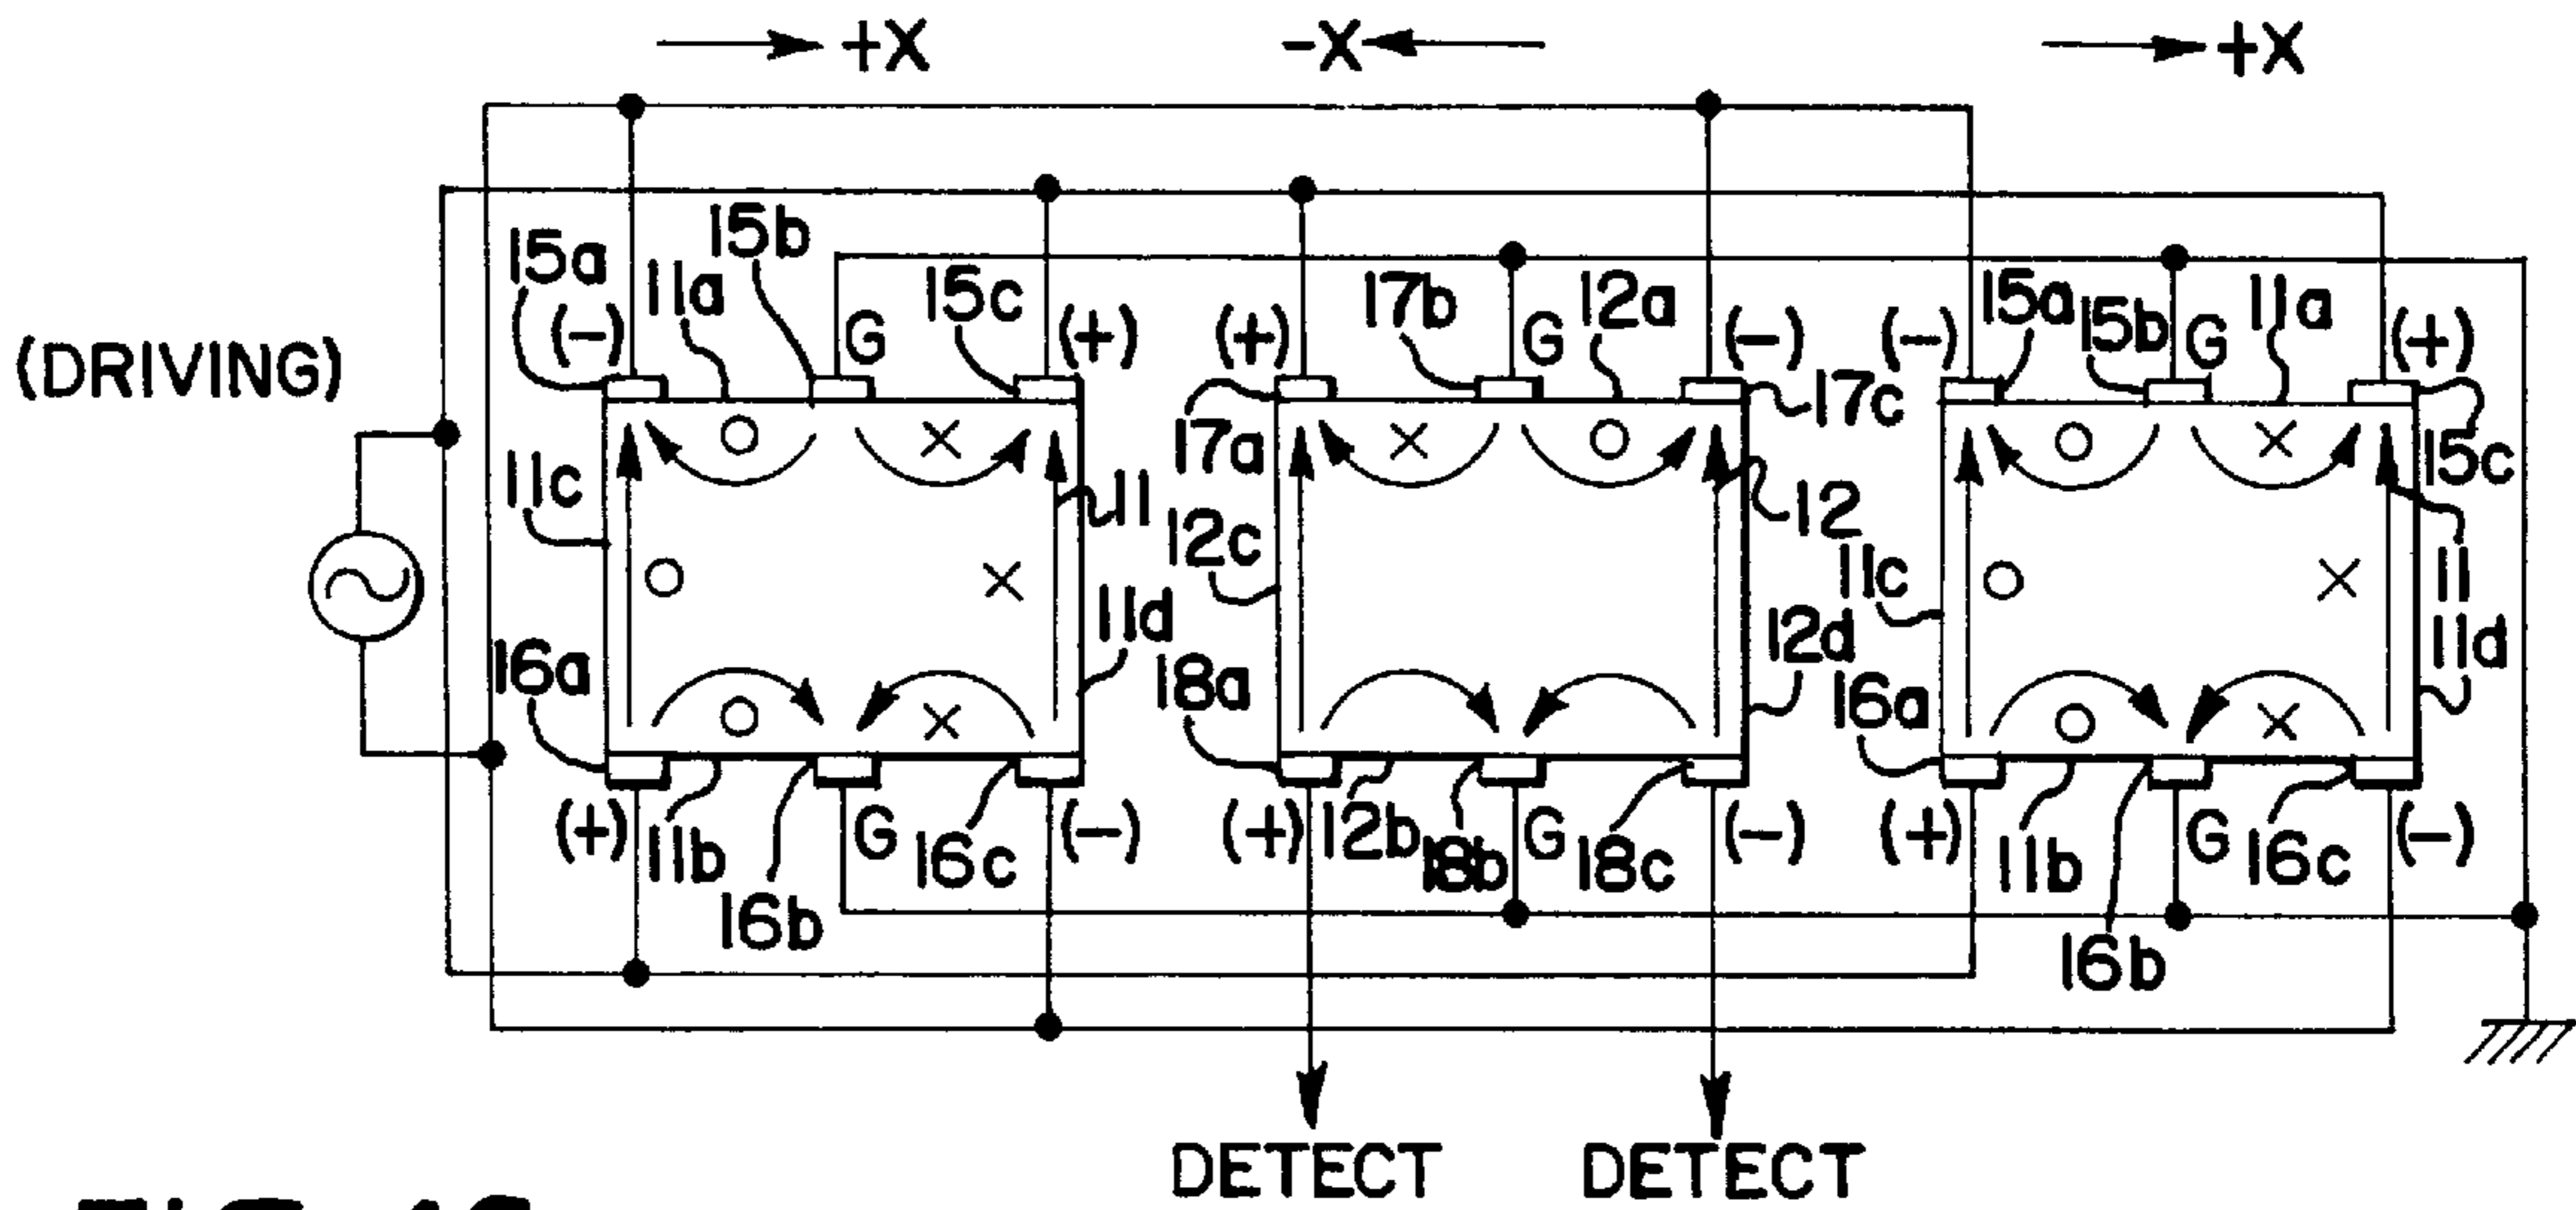 +X -X +X
15a 11a 15b 15c 17b 12a 15a 15b 11a
(DRIVING) (-) G (+) (+) G (-) (-) G (+)
17a 17c 15c
11c 11 12c 12 11c 11
16a 11d 18a 12d 16a 11d
(+) 11b G 16c (-) (+) 12b 18b G 18c (-) (+) 11b G 16c (-)
16b 16b
DETECT DETECT